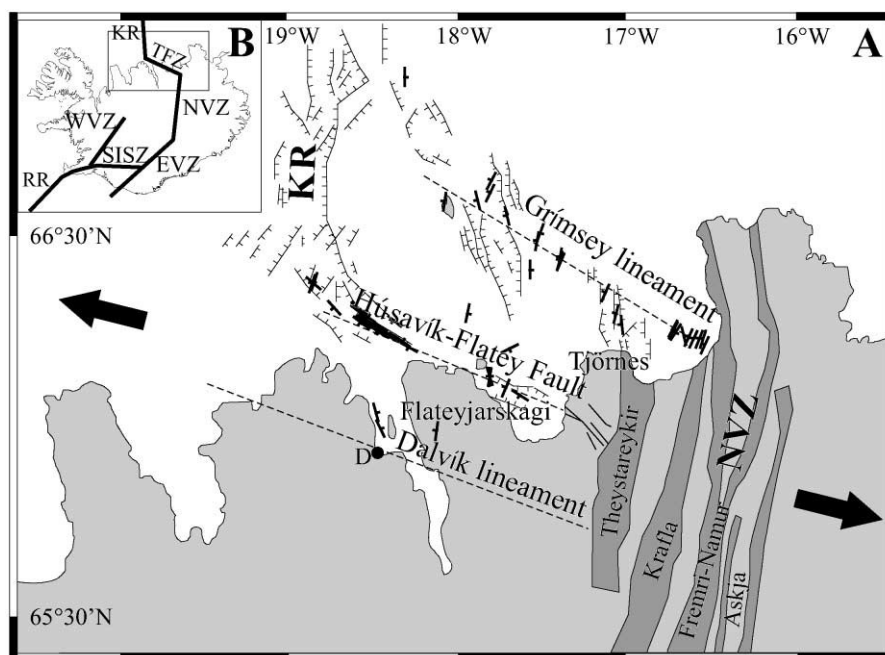 19°W
18°W
17°W
16°W
A
B
KR
TFZ
NVZ
WVZ
SISZ
EVZ
RR
KR
66°30'N
Grímsey lineament
Húsavík-Flatey Fault
Tjörnes
Flateyjarskagi
Dalvík lineament
D
Theystareykir
Krafla
Fremri-Namur
NVZ
Askja
65°30'N